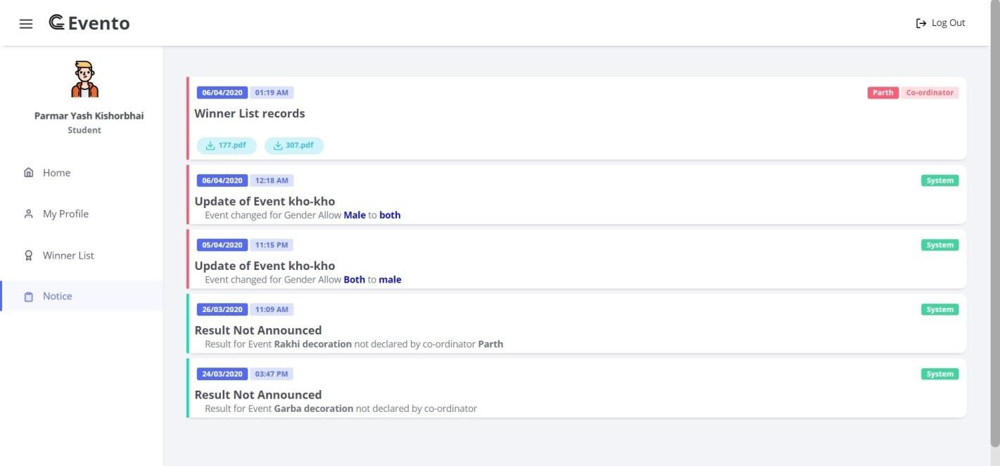 Evento
Log Out
Parmar Yash Kishorbhai
Student
Home
My Profile
Winner List
Notice
06/04/2020 01:19 AM Parth Co-ordinator
Winner List records
177.pdf 307.pdf
06/04/2020 12:18 AM System
Update of Event kho-kho
Event changed for Gender Allow Male to both
05/04/2020 11:15 PM System
Update of Event kho-kho
Event changed for Gender Allow Both to male
26/03/2020 11:09 AM System
Result Not Announced
Result for Event Rakhi decoration not declared by co-ordinator Parth
24/03/2020 03:47 PM System
Result Not Announced
Result for Event Garba decoration not declared by co-ordinator